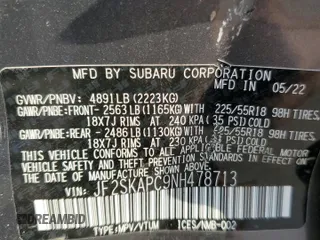 MFD. BY SUBARU CORPORATION
GVWR/PNBV: 4891LB (2223KG) 05/22
GAWR/PNBE:FRONT- 2563LB (1165KG)WITH 225/55R18 98H TIRES.
18X7J RIMS AT 240 KPA(35 PSI)COLD
GAWR/PNBE:REAR - 2486LB (1130KG)WITH 225/55R18 98H TIRES.
18X7J RIMS AT 230 KPA(33 PSI)COLD
THIS VEHICLE CONFORMS TO ALL APPLICABLE FEDERAL MOTOR
VEHICLE SAFETY, BUMPER, AND THEFT PREVENTION STANDARDS
IN EFFECT ON THE DATE OF MANUFACTURE SHOWN ABOVE.
VIN: JF2SKAPC9NH478713
TYPE:MPV/VTUM ICES/NMB-002